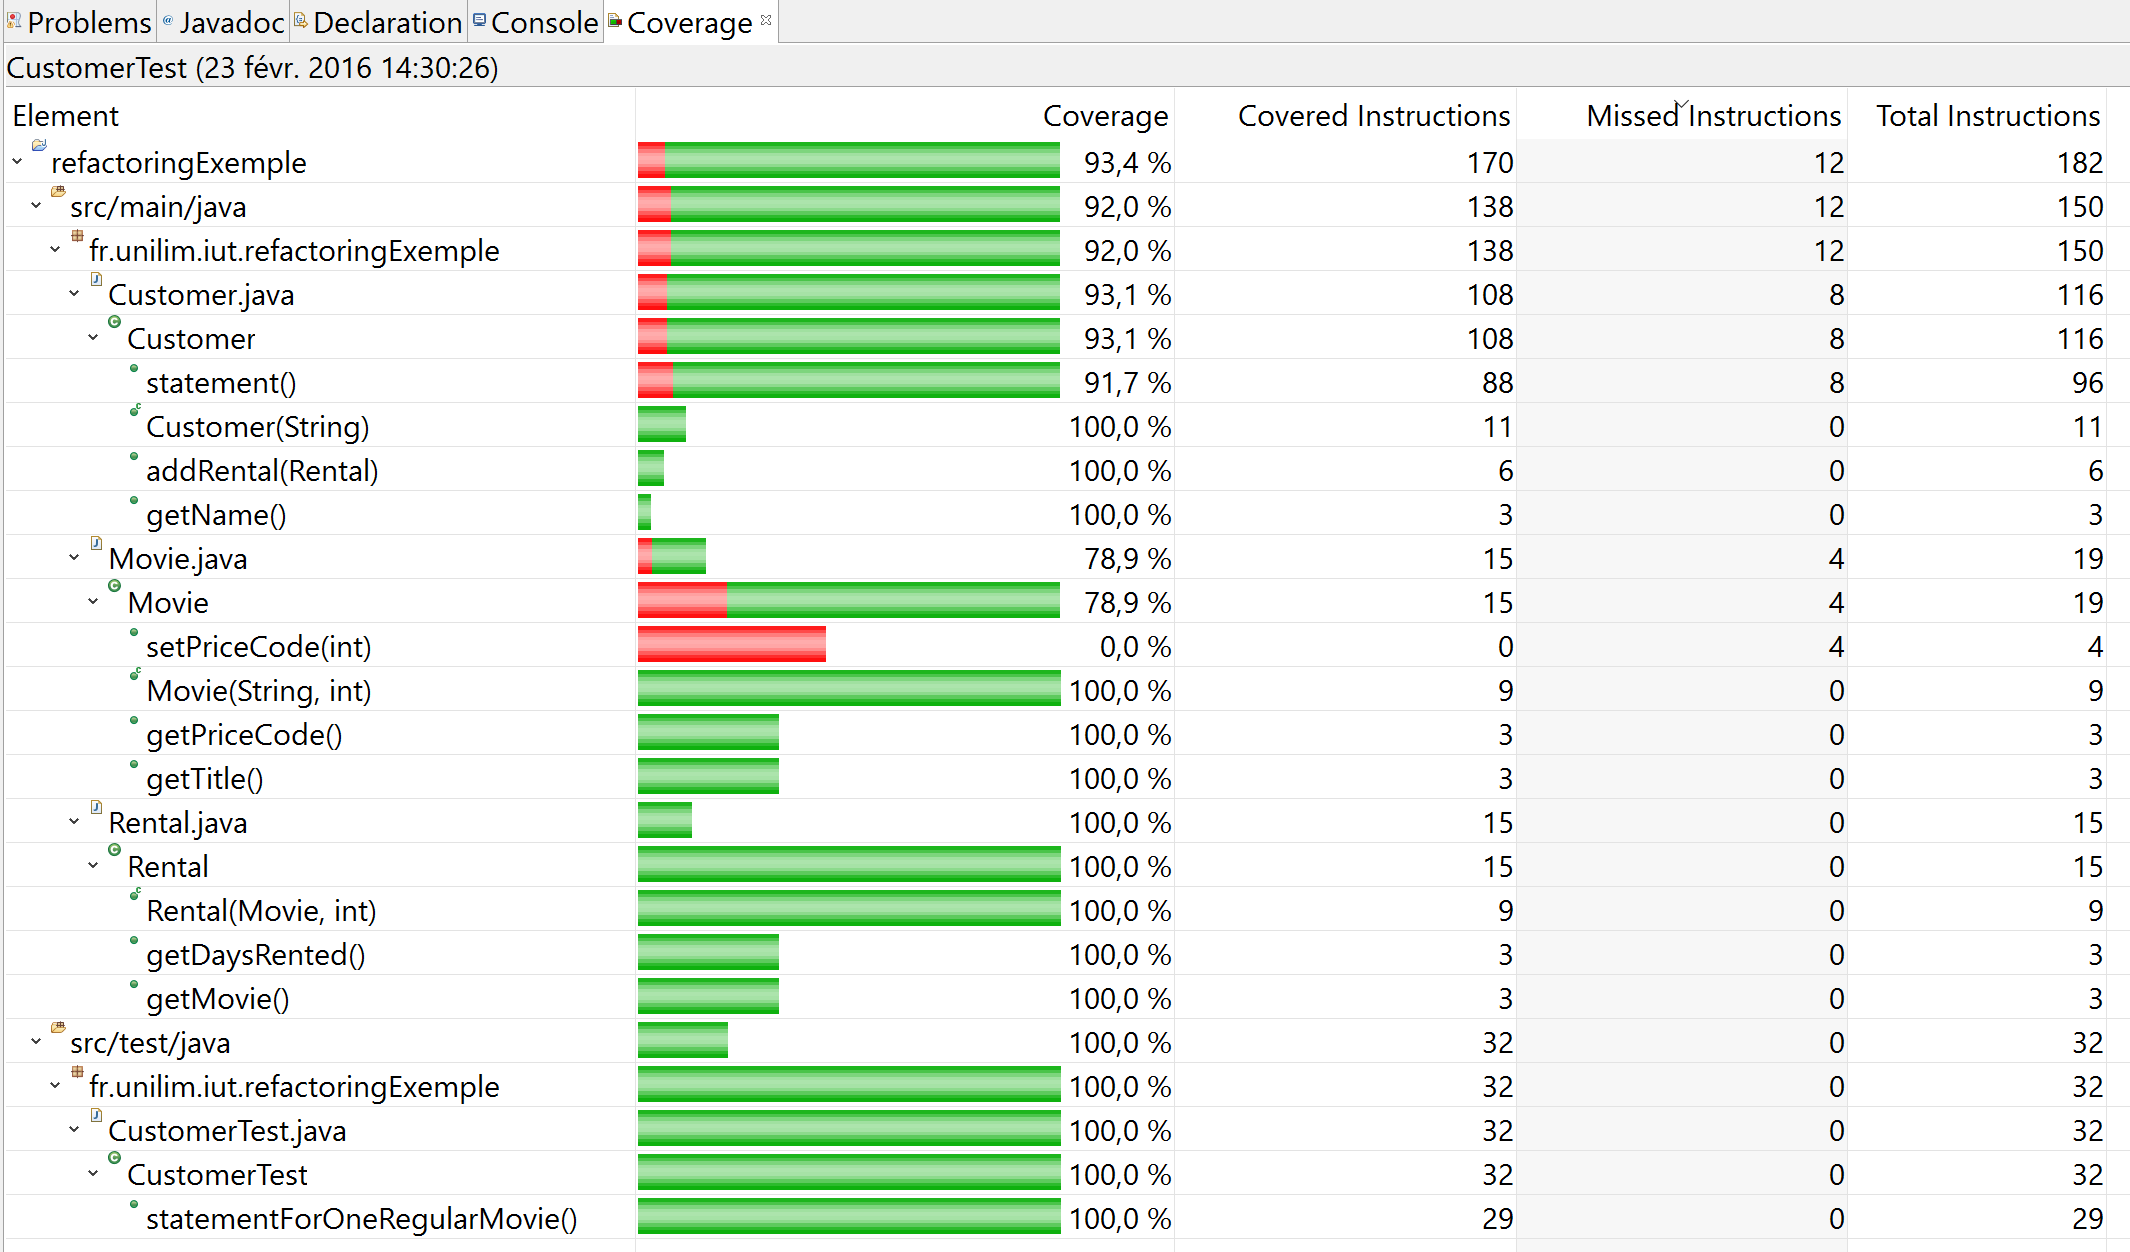 Problems Javadoc Declaration Console Coverage
CustomerTest (23 févr. 2016 14:30:26)
Element Coverage Covered Instructions Missed Instructions Total Instructions
refactoringExemple 93,4 % 170 12 182
src/main/java 92,0 % 138 12 150
fr.unilim.iut.refactoringExemple 92,0 % 138 12 150
Customer.java 93,1 % 108 8 116
Customer 93,1 % 108 8 116
statement() 91,7 % 88 8 96
Customer(String) 100,0 % 11 0 11
addRental(Rental) 100,0 % 6 0 6
getName() 100,0 % 3 0 3
Movie.java 78,9 % 15 4 19
Movie 78,9 % 15 4 19
setPriceCode(int) 0,0 % 0 4 4
Movie(String, int) 100,0 % 9 0 9
getPriceCode() 100,0 % 3 0 3
getTitle() 100,0 % 3 0 3
Rental.java 100,0 % 15 0 15
Rental 100,0 % 15 0 15
Rental(Movie, int) 100,0 % 9 0 9
getDaysRented() 100,0 % 3 0 3
getMovie() 100,0 % 3 0 3
src/test/java 100,0 % 32 0 32
fr.unilim.iut.refactoringExemple 100,0 % 32 0 32
CustomerTest.java 100,0 % 32 0 32
CustomerTest 100,0 % 32 0 32
statementForOneRegularMovie() 100,0 % 29 0 29